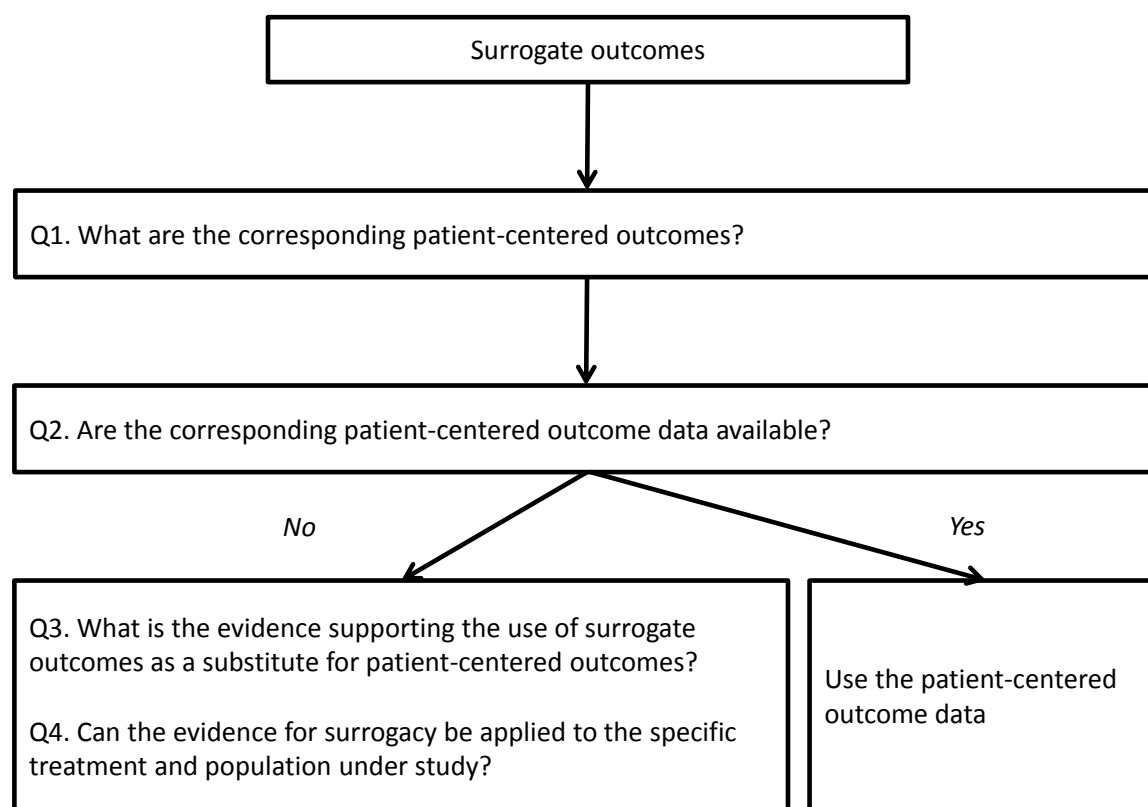 Surrogate outcomes
Q1. What are the corresponding patient-centered outcomes?
Q2. Are the corresponding patient-centered outcome data available?
No
Yes
Q3. What is the evidence supporting the use of surrogate
outcomes as a substitute for patient-centered outcomes?
Q4. Can the evidence for surrogacy be applied to the specific
treatment and population under study?
Use the patient-centered
outcome data